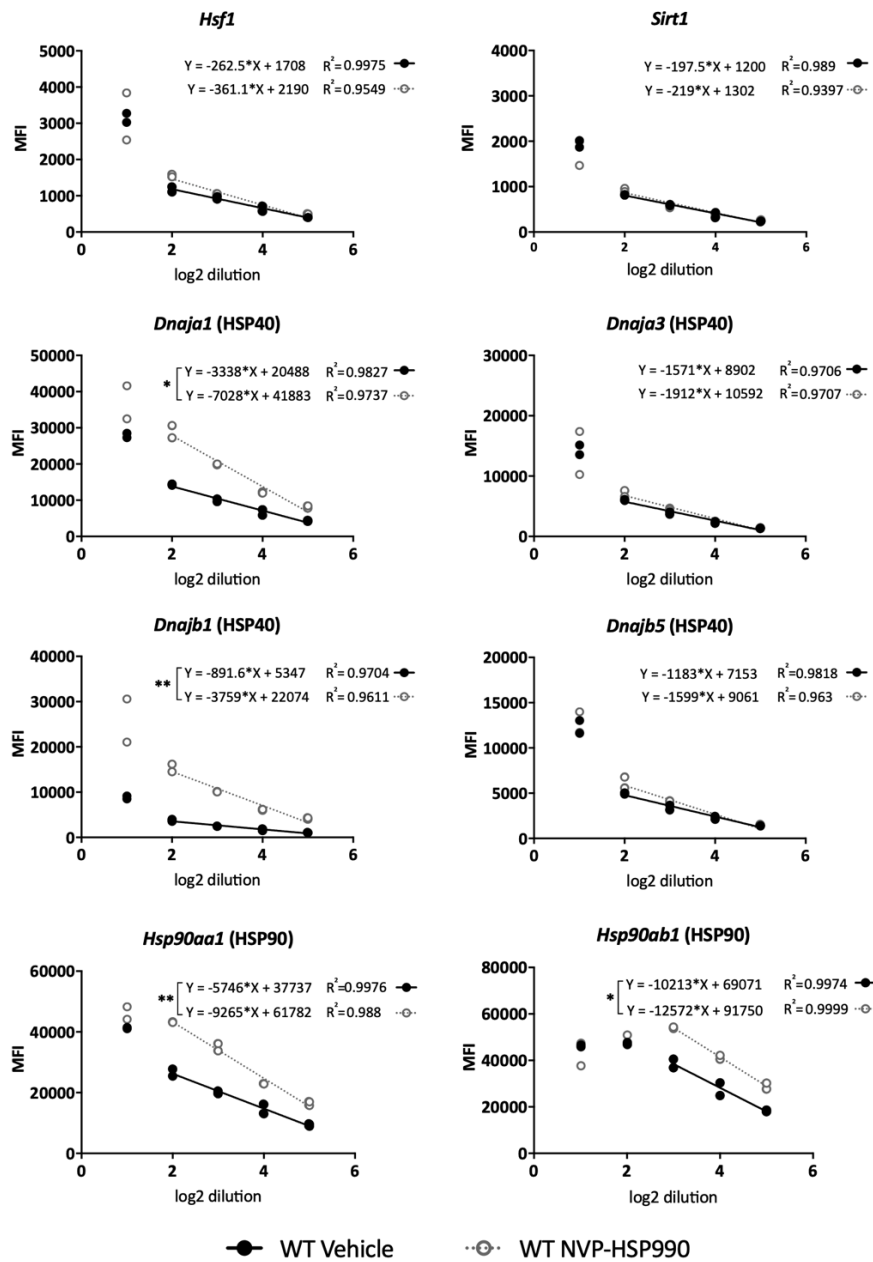 Hsf1
Y = -262.5*X + 1708 R²=0.9975
Y = -361.1*X + 2190 R²=0.9549
5000
4000
3000
2000
1000
0
MFI
0 2 4 6
log2 dilution
Sirt1
Y = -197.5*X + 1200 R²=0.989
Y = -219*X + 1302 R²=0.9397
4000
3000
2000
1000
0
MFI
0 2 4 6
log2 dilution
Dnaja1 (HSP40)
* Y = -3338*X + 20488 R²=0.9827
Y = -7028*X + 41883 R²=0.9737
50000
40000
30000
20000
10000
0
MFI
0 2 4 6
log2 dilution
Dnaja3 (HSP40)
Y = -1571*X + 8902 R²=0.9706
Y = -1912*X + 10592 R²=0.9707
30000
20000
10000
0
MFI
0 2 4 6
log2 dilution
Dnajb1 (HSP40)
** Y = -891.6*X + 5347 R²=0.9704
Y = -3759*X + 22074 R²=0.9611
40000
30000
20000
10000
0
MFI
0 2 4 6
log2 dilution
Dnajb5 (HSP40)
Y = -1183*X + 7153 R²=0.9818
Y = -1599*X + 9061 R²=0.963
20000
15000
10000
5000
0
MFI
0 2 4 6
log2 dilution
Hsp90aa1 (HSP90)
** Y = -5746*X + 37737 R²=0.9976
Y = -9265*X + 61782 R²=0.988
60000
40000
20000
0
MFI
0 2 4 6
log2 dilution
Hsp90ab1 (HSP90)
* Y = -10213*X + 69071 R²=0.9974
Y = -12572*X + 91750 R²=0.9999
80000
60000
40000
20000
0
MFI
0 2 4 6
log2 dilution
WT Vehicle WT NVP-HSP990